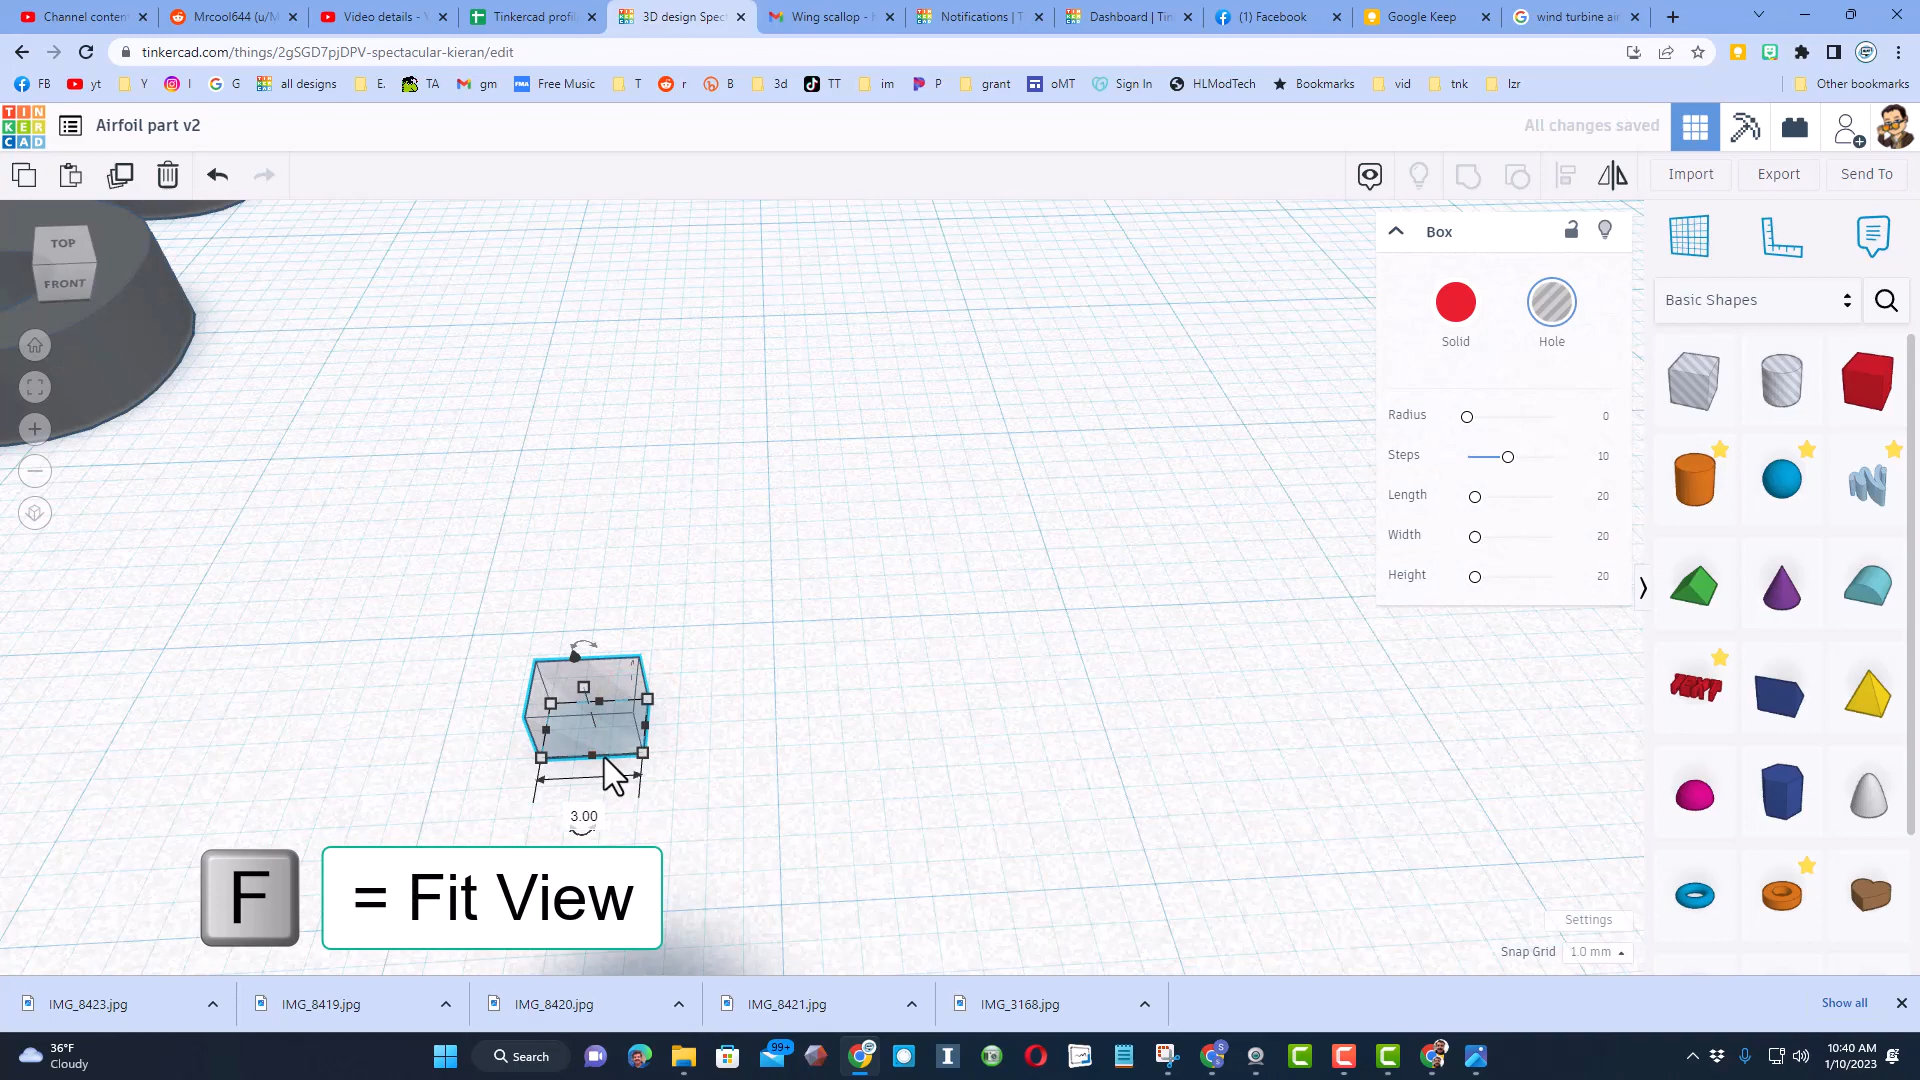 Channel content
Mrcool644 (u/M
Video details - Y
Tinkercad profil
3D design Spect
Wing scallop - h
Notifications | T
Dashboard | Tin
(1) Facebook
Google Keep
wind turbine air
tinkercad.com/things/2gSGD7pjDPV-spectacular-kieran/edit
FB
yt
Y
I
G
all designs
E.
TA
gm
Free Music
T
r
B
3d
TT
im
P
grant
oMT
Sign In
HLModTech
Bookmarks
vid
tnk
lzr
Other bookmarks
TIN
KER
CAD
Airfoil part v2
All changes saved
Import
Export
Send To
TOP
FRONT
Box
Solid
Hole
Radius 0
Steps 10
Length 20
Width 20
Height 20
Basic Shapes
TEXT
3.00
F
= Fit View
Settings
Snap Grid 1.0 mm
IMG_8423.jpg
IMG_8419.jpg
IMG_8420.jpg
IMG_8421.jpg
IMG_3168.jpg
Show all
36°F
Cloudy
Search
99+
10:40 AM
1/10/2023